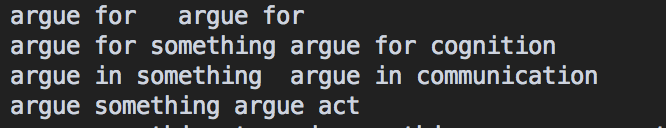 argue for   argue for
argue for something argue for cognition
argue in something  argue in communication
argue something argue act